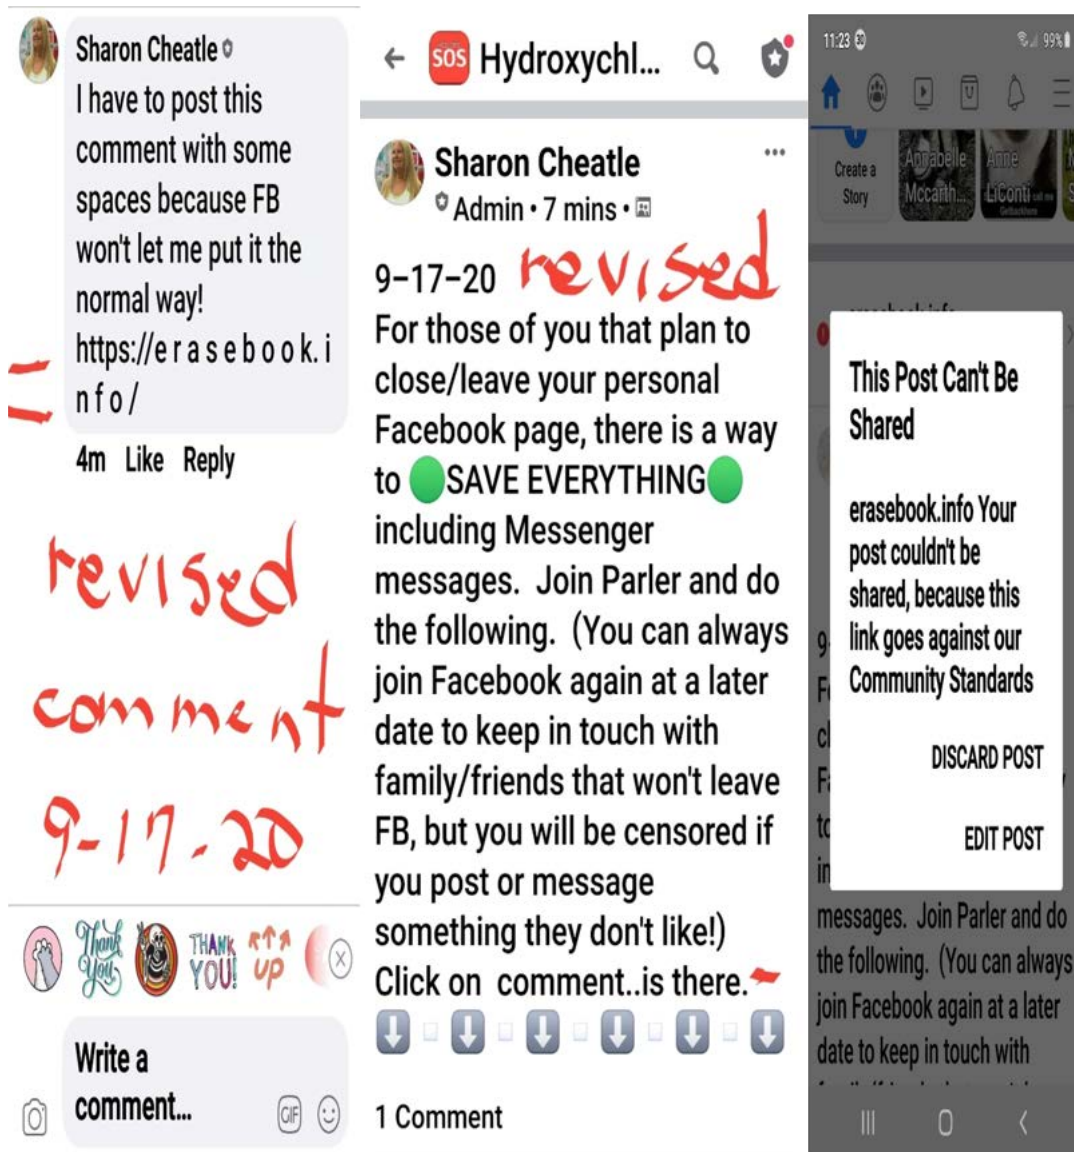 Sharon Cheatle
I have to post this
comment with some
spaces because FB
won't let me put it the
normal way!
https://e r a s e b o o k. i
n f o /
4m Like Reply
revised
comment
9-17-20
Thank
You
THANK
YOU!
UP
Write a
comment...
GIF
SOS Hydroxychl...
Sharon Cheatle
Admin • 7 mins •
9-17-20 revised
For those of you that plan to
close/leave your personal
Facebook page, there is a way
to 🟢SAVE EVERYTHING🟢
including Messenger
messages. Join Parler and do
the following. (You can always
join Facebook again at a later
date to keep in touch with
family/friends that won't leave
FB, but you will be censored if
you post or message
something they don't like!)
Click on comment..is there.
⬇▫⬇▫⬇▫⬇▫⬇▫⬇
1 Comment
11:23 30 99%
Create a
Story
Annabelle
Mccarth...
Anne
LiConti
This Post Can't Be
Shared
erasebook.info Your
post couldn't be
shared, because this
link goes against our
Community Standards
DISCARD POST
EDIT POST
messages. Join Parler and do
the following. (You can always
join Facebook again at a later
date to keep in touch with